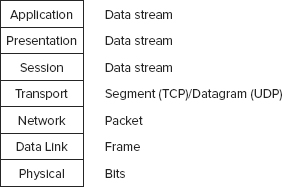 Application Data stream
Presentation Data stream
Session Data stream
Transport Segment (TCP)/Datagram (UDP)
Network Packet
Data Link Frame
Physical Bits